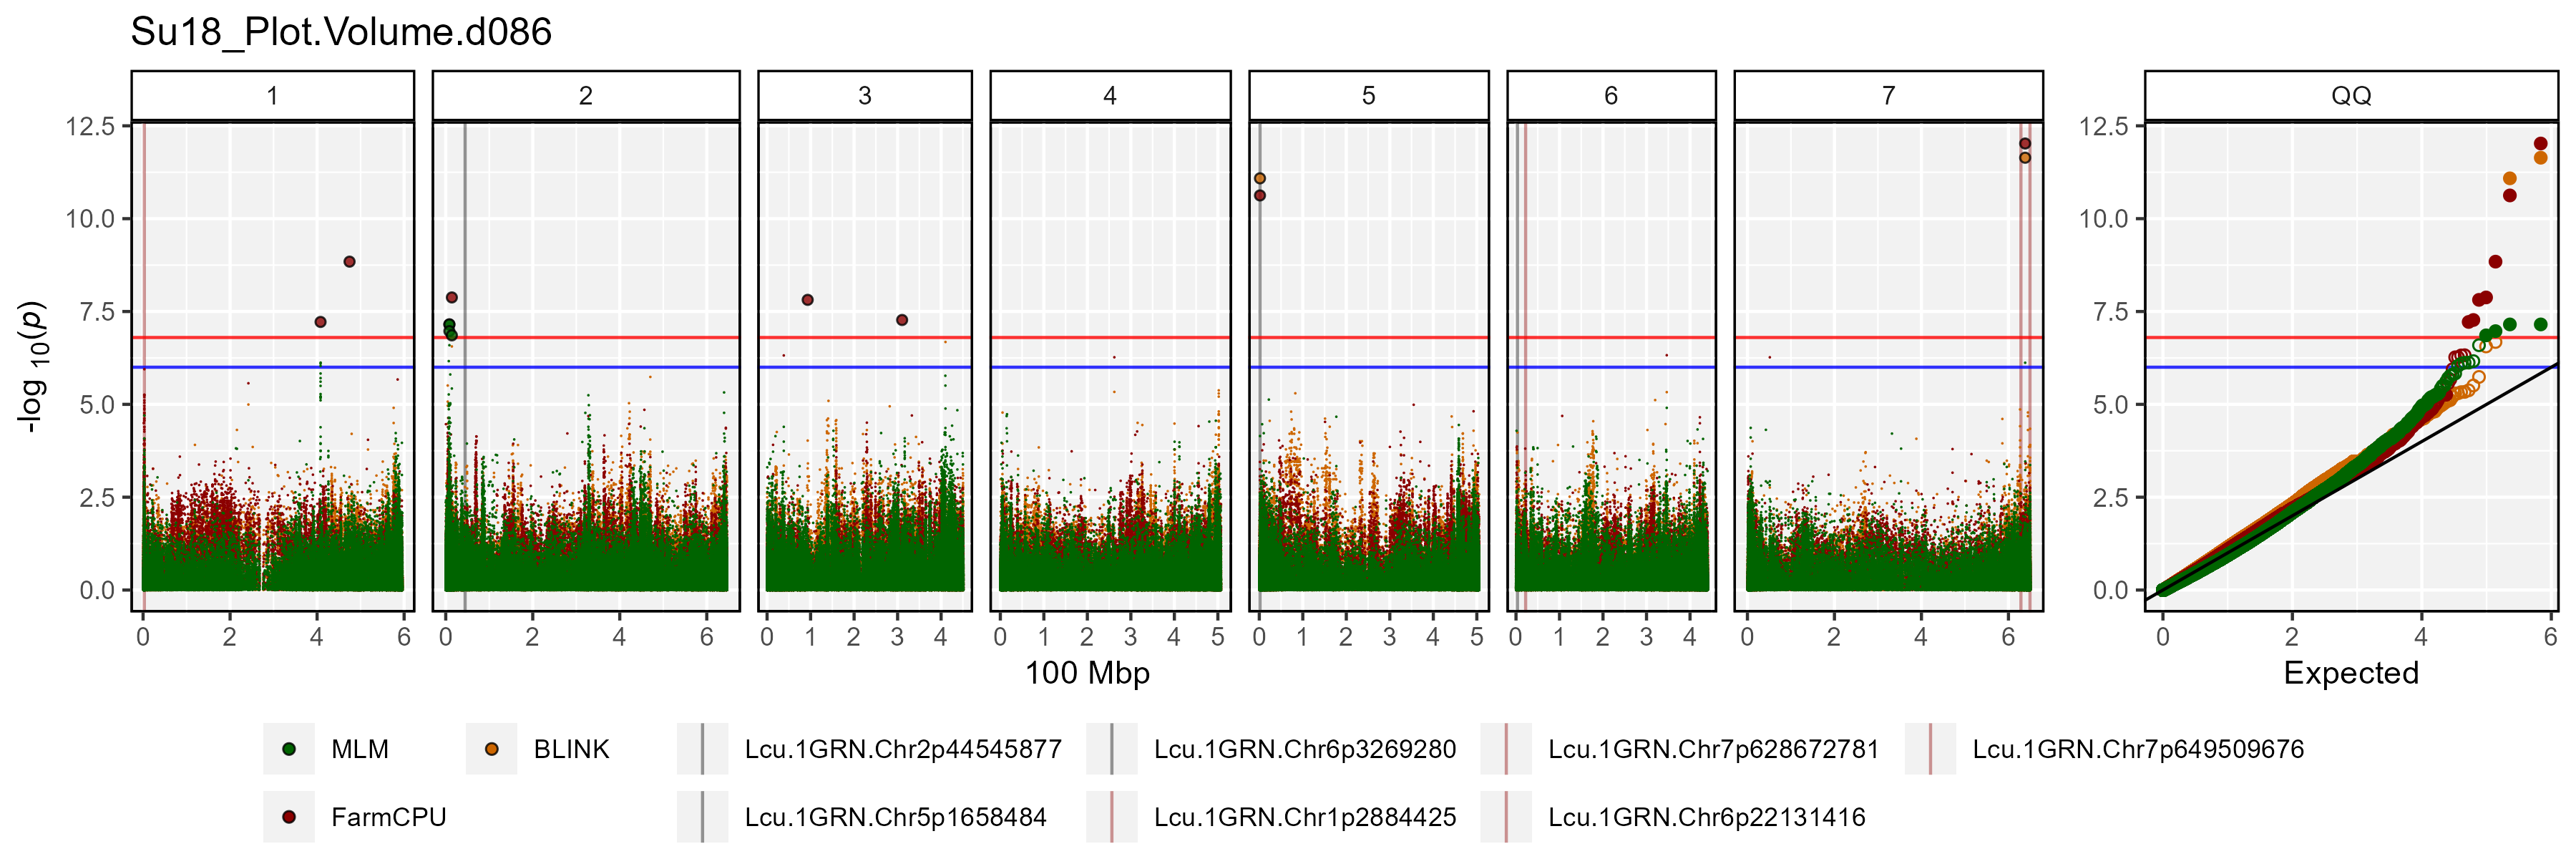 Su18_Plot.Volume.d086
1 2 3 4 5 6 7 QQ
12.5 12.5
10.0 10.0
7.5 7.5
5.0 5.0
2.5 2.5
0.0 0.0
-log 10(p)
0 2 4 6 0 2 4 6 0 1 2 3 4 0 1 2 3 4 5 0 1 2 3 4 5 0 1 2 3 4 0 2 4 6 0 2 4 6
100 Mbp Expected
MLM BLINK Lcu.1GRN.Chr2p44545877 Lcu.1GRN.Chr6p3269280 Lcu.1GRN.Chr7p628672781 Lcu.1GRN.Chr7p649509676
FarmCPU Lcu.1GRN.Chr5p1658484 Lcu.1GRN.Chr1p2884425 Lcu.1GRN.Chr6p22131416